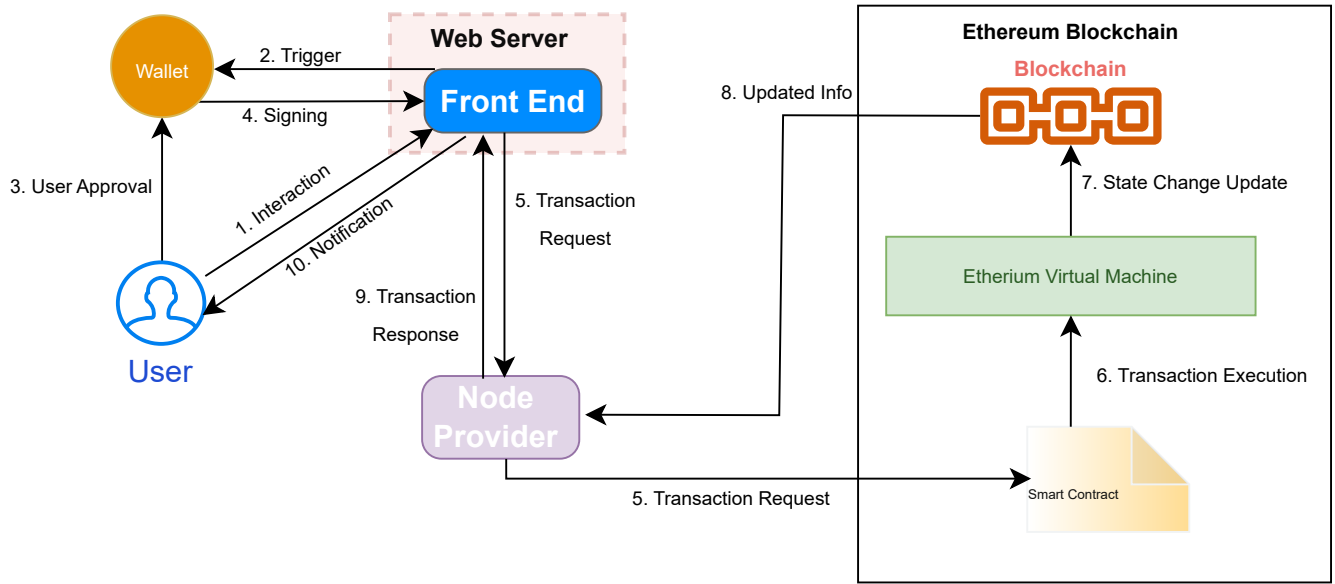 Web Server
Ethereum Blockchain
2. Trigger
Wallet
Blockchain
Front End
8. Updated Info
4. Signing
3. User Approval
1. Interaction
7. State Change Update
5. Transaction
Request
10. Notification
Etherium Virtual Machine
9. Transaction
Response
User
6. Transaction Execution
Node
Provider
Smart Contract
5. Transaction Request